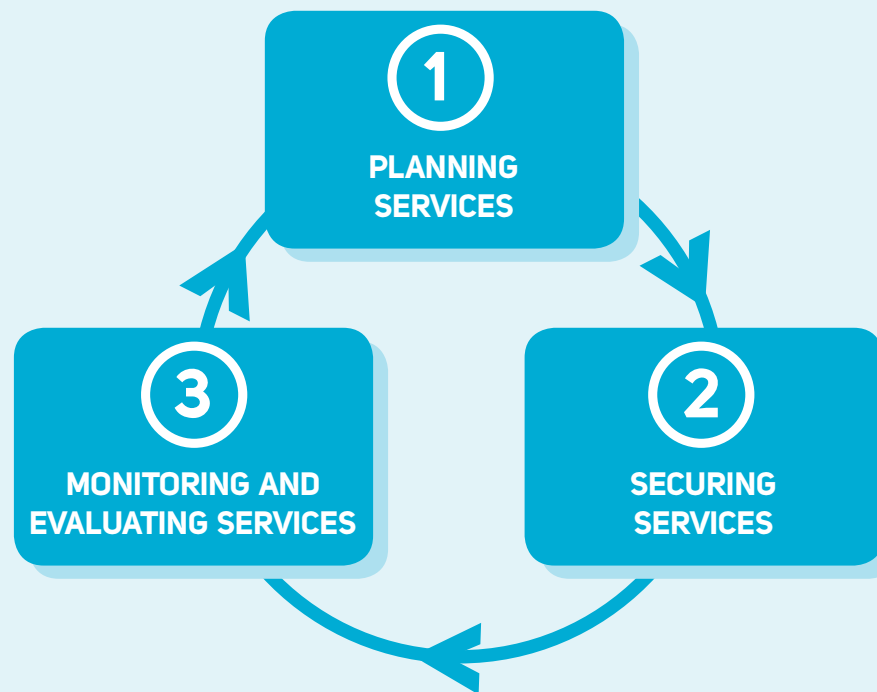 1
PLANNING
SERVICES
2
SECURING
SERVICES
3
MONITORING AND
EVALUATING SERVICES